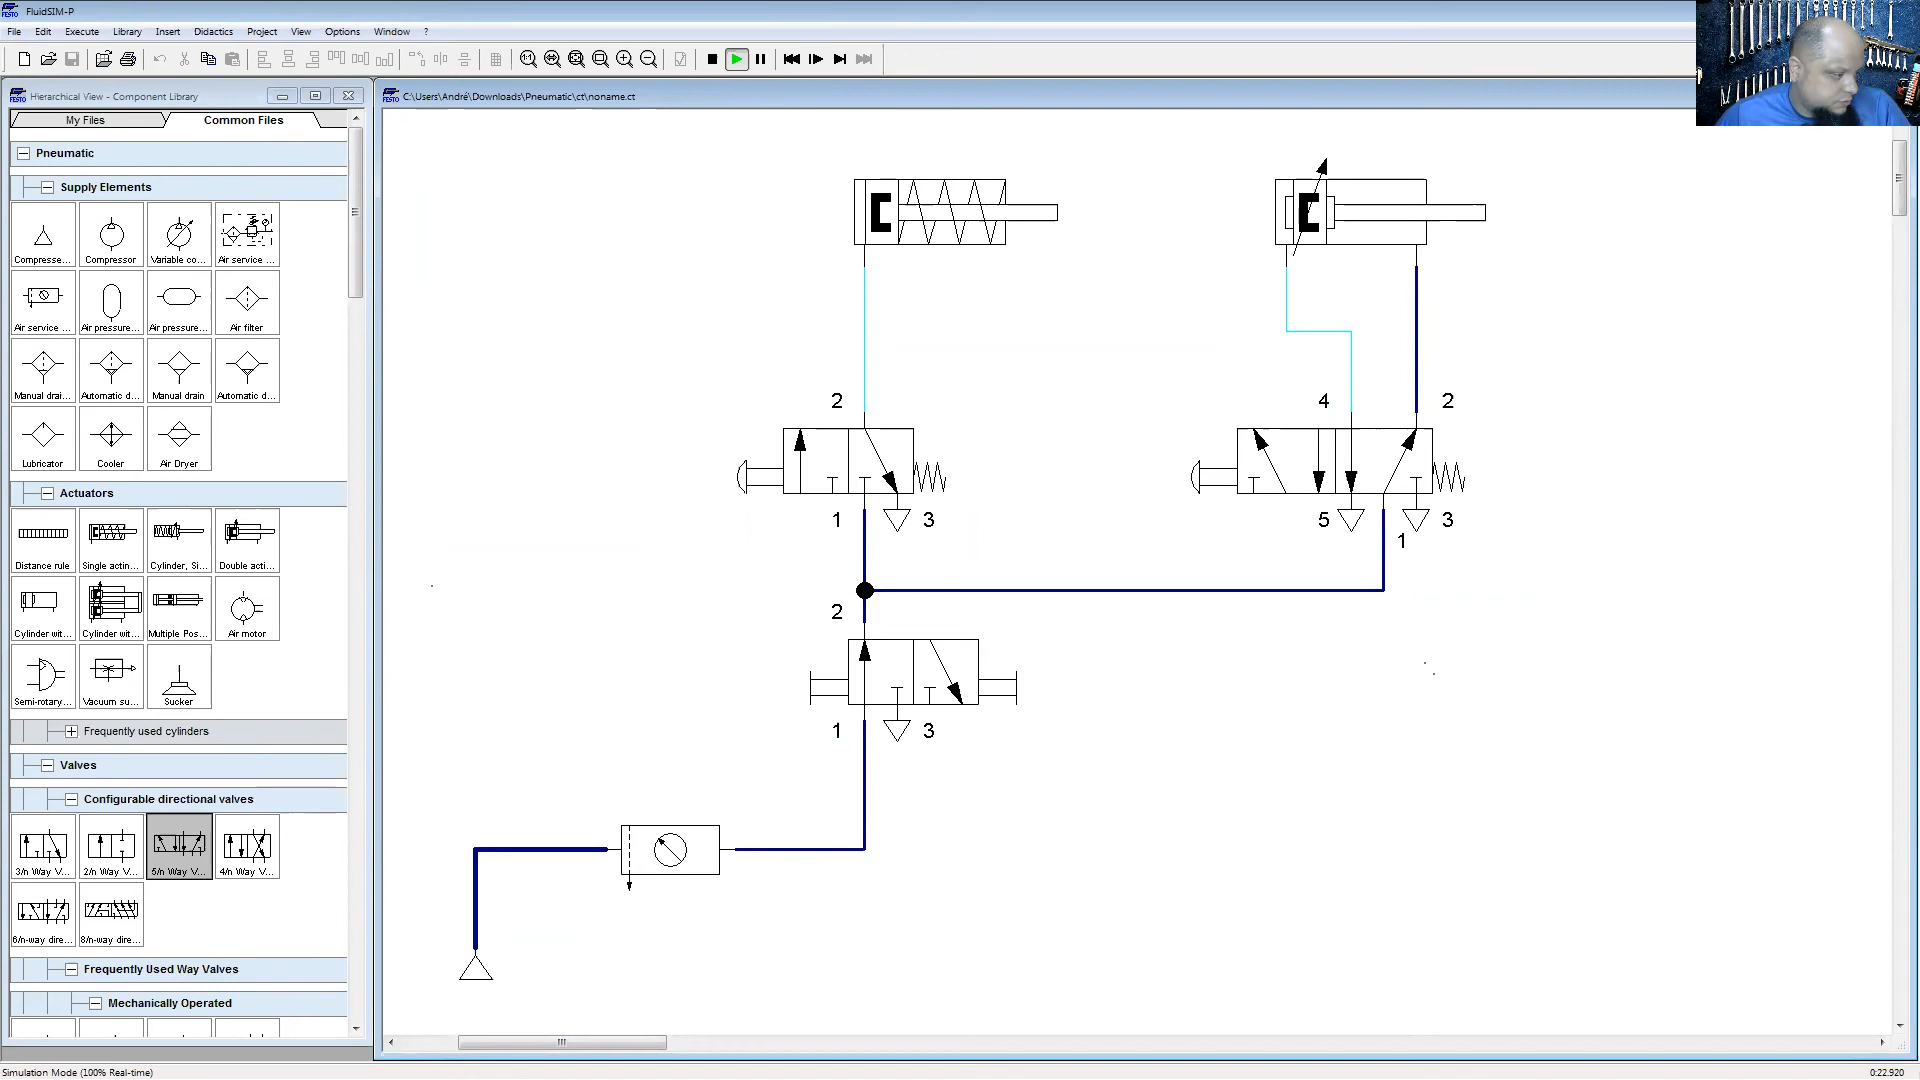 FESTO FluidSIM-P
File Edit Execute Library Insert Didactics Project View Options Window ?
FESTO Hierarchical View - Component Library
FESTO C:\Users\André\Downloads\Pneumatic\ct\noname.ct
My Files Common Files
Pneumatic
Supply Elements
Compresse... Compressor Variable co... Air service ...
Air service ... Air pressure... Air pressure... Air filter
Manual drai... Automatic d... Manual drain Automatic d...
Lubricator Cooler Air Dryer
Actuators
Distance rule Single actin... Cylinder, Si... Double acti...
Cylinder wit... Cylinder wit... Multiple Pos... Air motor
Semi-rotary... Vacuum su... Sucker
Frequently used cylinders
Valves
Configurable directional valves
3/n Way V... 2/n Way V... 5/n Way V... 4/n Way V...
6/n-way dire... 8/n-way dire...
Frequently Used Way Valves
Mechanically Operated
2 4 2
1 3 5 1 3
2
1 3
Simulation Mode (100% Real-time) 0:22.920